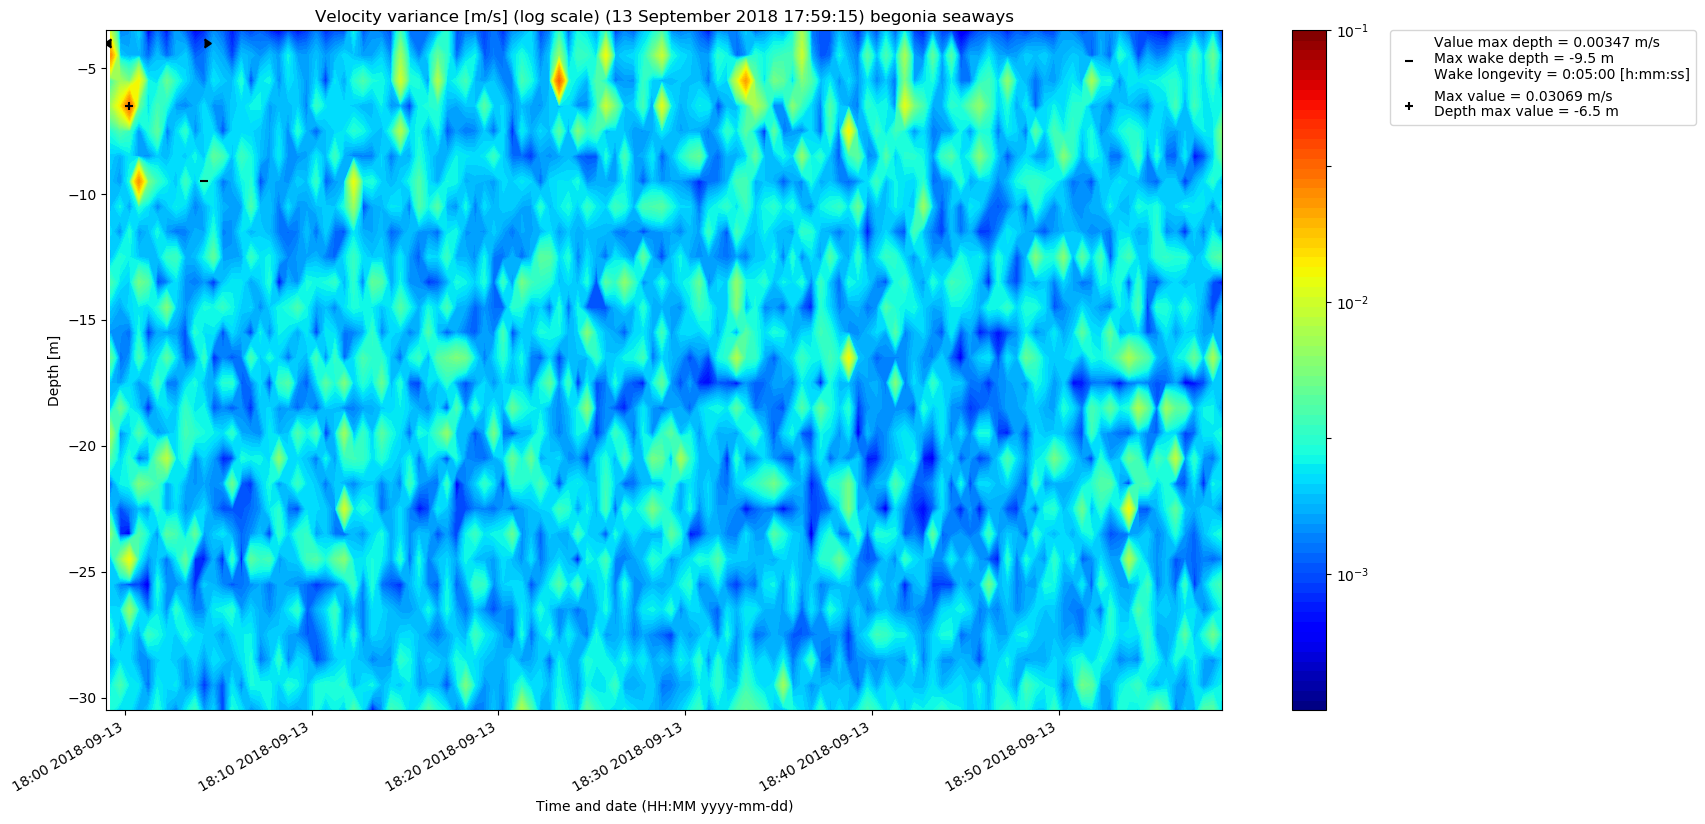 Velocity variance [m/s] (log scale) (13 September 2018 17:59:15) begonia seaways
Depth [m]
−5
−10
−15
−20
−25
−30
18:00 2018-09-13
18:10 2018-09-13
18:20 2018-09-13
18:30 2018-09-13
18:40 2018-09-13
18:50 2018-09-13
Time and date (HH:MM yyyy-mm-dd)
10⁻¹
10⁻²
10⁻³
Value max depth = 0.00347 m/s
Max wake depth = -9.5 m
Wake longevity = 0:05:00 [h:mm:ss]
Max value = 0.03069 m/s
Depth max value = -6.5 m